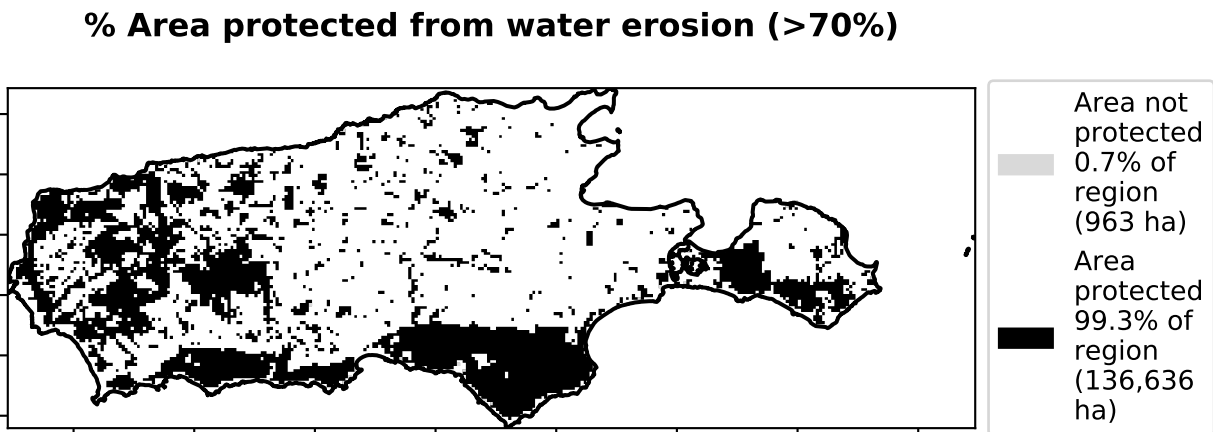 % Area protected from water erosion (>70%)
Area not
protected
0.7% of
region
(963 ha)
Area
protected
99.3% of
region
(136,636
ha)